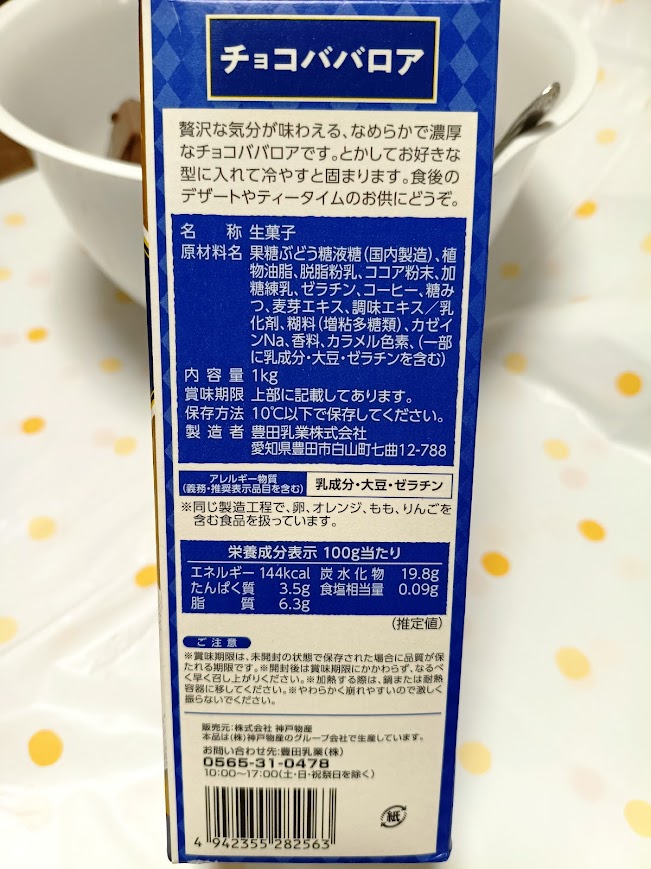 チョコババロア
贅沢な気分が味わえる、なめらかで濃厚
なチョコババロアです。とかしてお好きな
型に入れて冷やすと固まります。食後の
デザートやティータイムのお供にどうぞ。
名称 生菓子
原材料名 果糖ぶどう糖液糖(国内製造)、植
物油脂、脱脂粉乳、ココア粉末、加
糖練乳、ゼラチン、コーヒー、糖み
つ、麦芽エキス、調味エキス/乳
化剤、糊料(増粘多糖類)、カゼイ
ンNa、香料、カラメル色素、(一部
に乳成分・大豆・ゼラチンを含む)
内容量 1kg
賞味期限 上部に記載してあります。
保存方法 10℃以下で保存してください。
製造者 豊田乳業株式会社
愛知県豊田市白山町七曲12-788
アレルギー物質
(義務・推奨表示品目を含む) 乳成分・大豆・ゼラチン
※同じ製造工程で、卵、オレンジ、もも、りんごを
含む食品を扱っています。
栄養成分表示 100g当たり
エネルギー 144kcal 炭水化物 19.8g
たんぱく質 3.5g 食塩相当量 0.09g
脂質 6.3g
(推定値)
ご注意
※賞味期限は、未開封の状態で保存された場合に品質が保
たれる期限です。※開封後は賞味期限にかかわらず、なるべ
く早く召し上がりください。※加熱する際は、鍋または耐熱
容器に移してください。※やわらかく崩れやすいので激しく
振らないでください。
販売元:株式会社 神戸物産
本品は(株)神戸物産のグループ会社で生産しています。
お問い合わせ先:豊田乳業(株)
0565-31-0478
10:00～17:00(土・日・祝祭日を除く)
紙
4 942355 282563